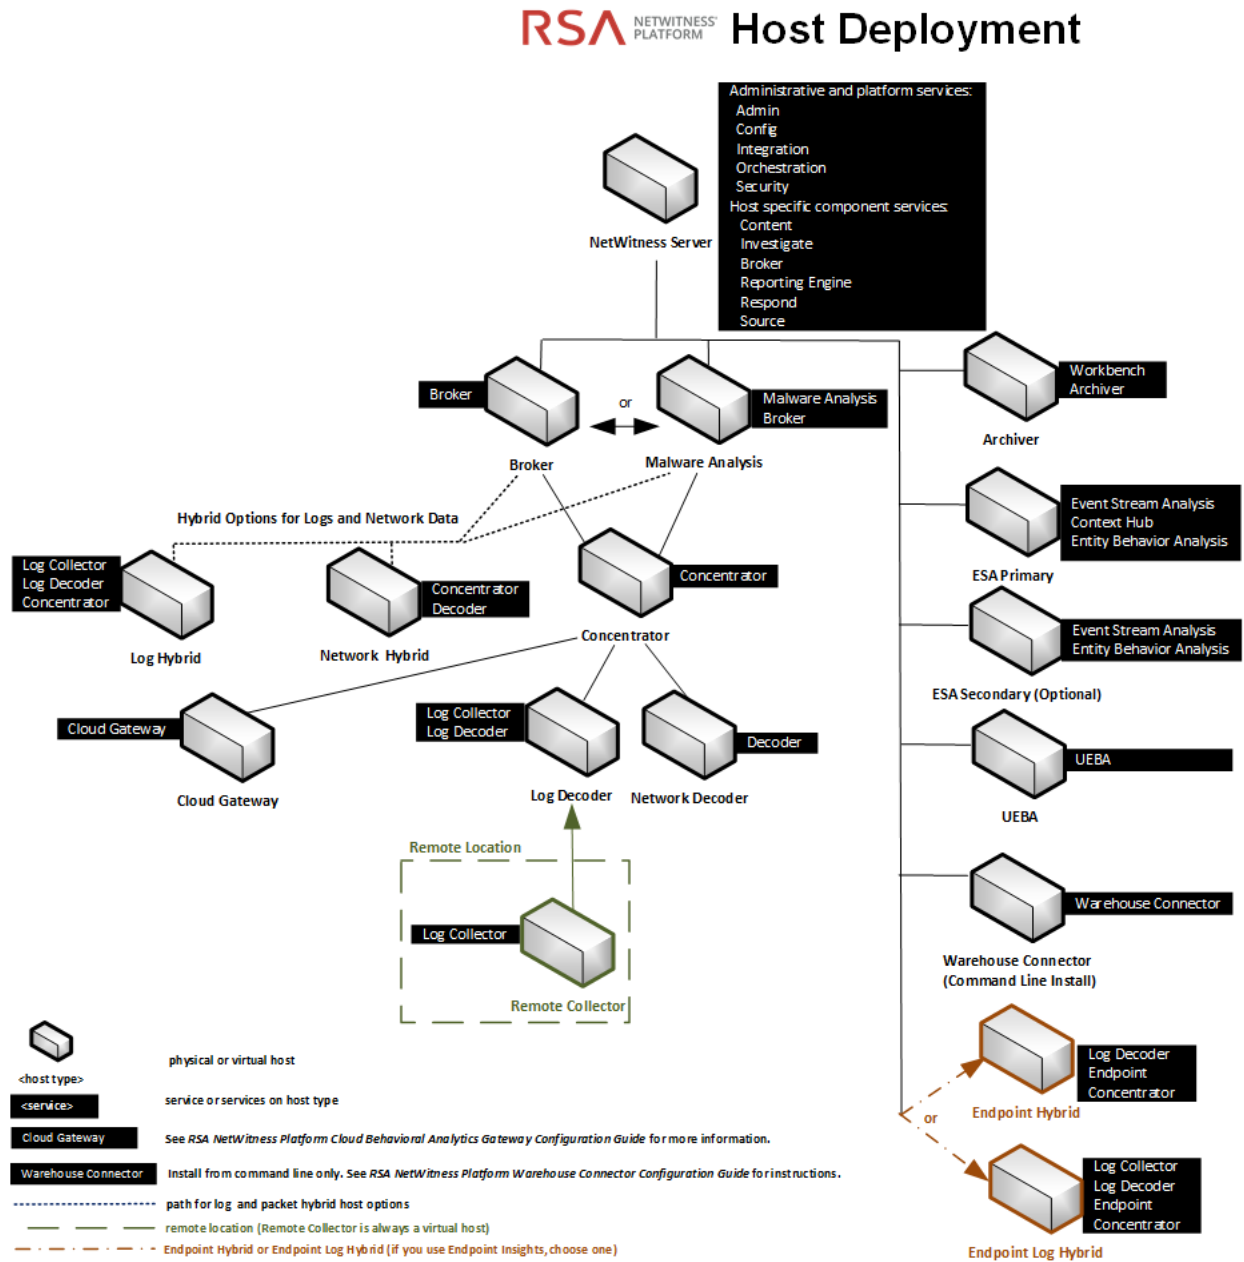 RSA NETWITNESS® PLATFORM Host Deployment
Administrative and platform services:
Admin
Config
Integration
Orchestration
Security
Host specific component services:
Content
Investigate
Broker
Reporting Engine
Respond
Source
NetWitness Server
Broker
Broker
or
Malware Analysis
Broker
Malware Analysis
Workbench
Archiver
Archiver
Hybrid Options for Logs and Network Data
Event Stream Analysis
Context Hub
Entity Behavior Analysis
ESA Primary
Log Collector
Log Decoder
Concentrator
Log Hybrid
Concentrator
Decoder
Network Hybrid
Concentrator
Concentrator
Event Stream Analysis
Entity Behavior Analysis
ESA Secondary (Optional)
Cloud Gateway
Cloud Gateway
Log Collector
Log Decoder
Log Decoder
Decoder
Network Decoder
UEBA
UEBA
Remote Location
Log Collector
Remote Collector
Warehouse Connector
Warehouse Connector
(Command Line Install)
Log Decoder
Endpoint
Concentrator
Endpoint Hybrid
or
Log Collector
Log Decoder
Endpoint
Concentrator
Endpoint Log Hybrid
<host type>
physical or virtual host
<service>
service or services on host type
Cloud Gateway
See RSA NetWitness Platform Cloud Behavioral Analytics Gateway Configuration Guide for more information.
Warehouse Connector
Install from command line only. See RSA NetWitness Platform Warehouse Connector Configuration Guide for instructions.
path for log and packet hybrid host options
remote location (Remote Collector is always a virtual host)
Endpoint Hybrid or Endpoint Log Hybrid (if you use Endpoint Insights, choose one)